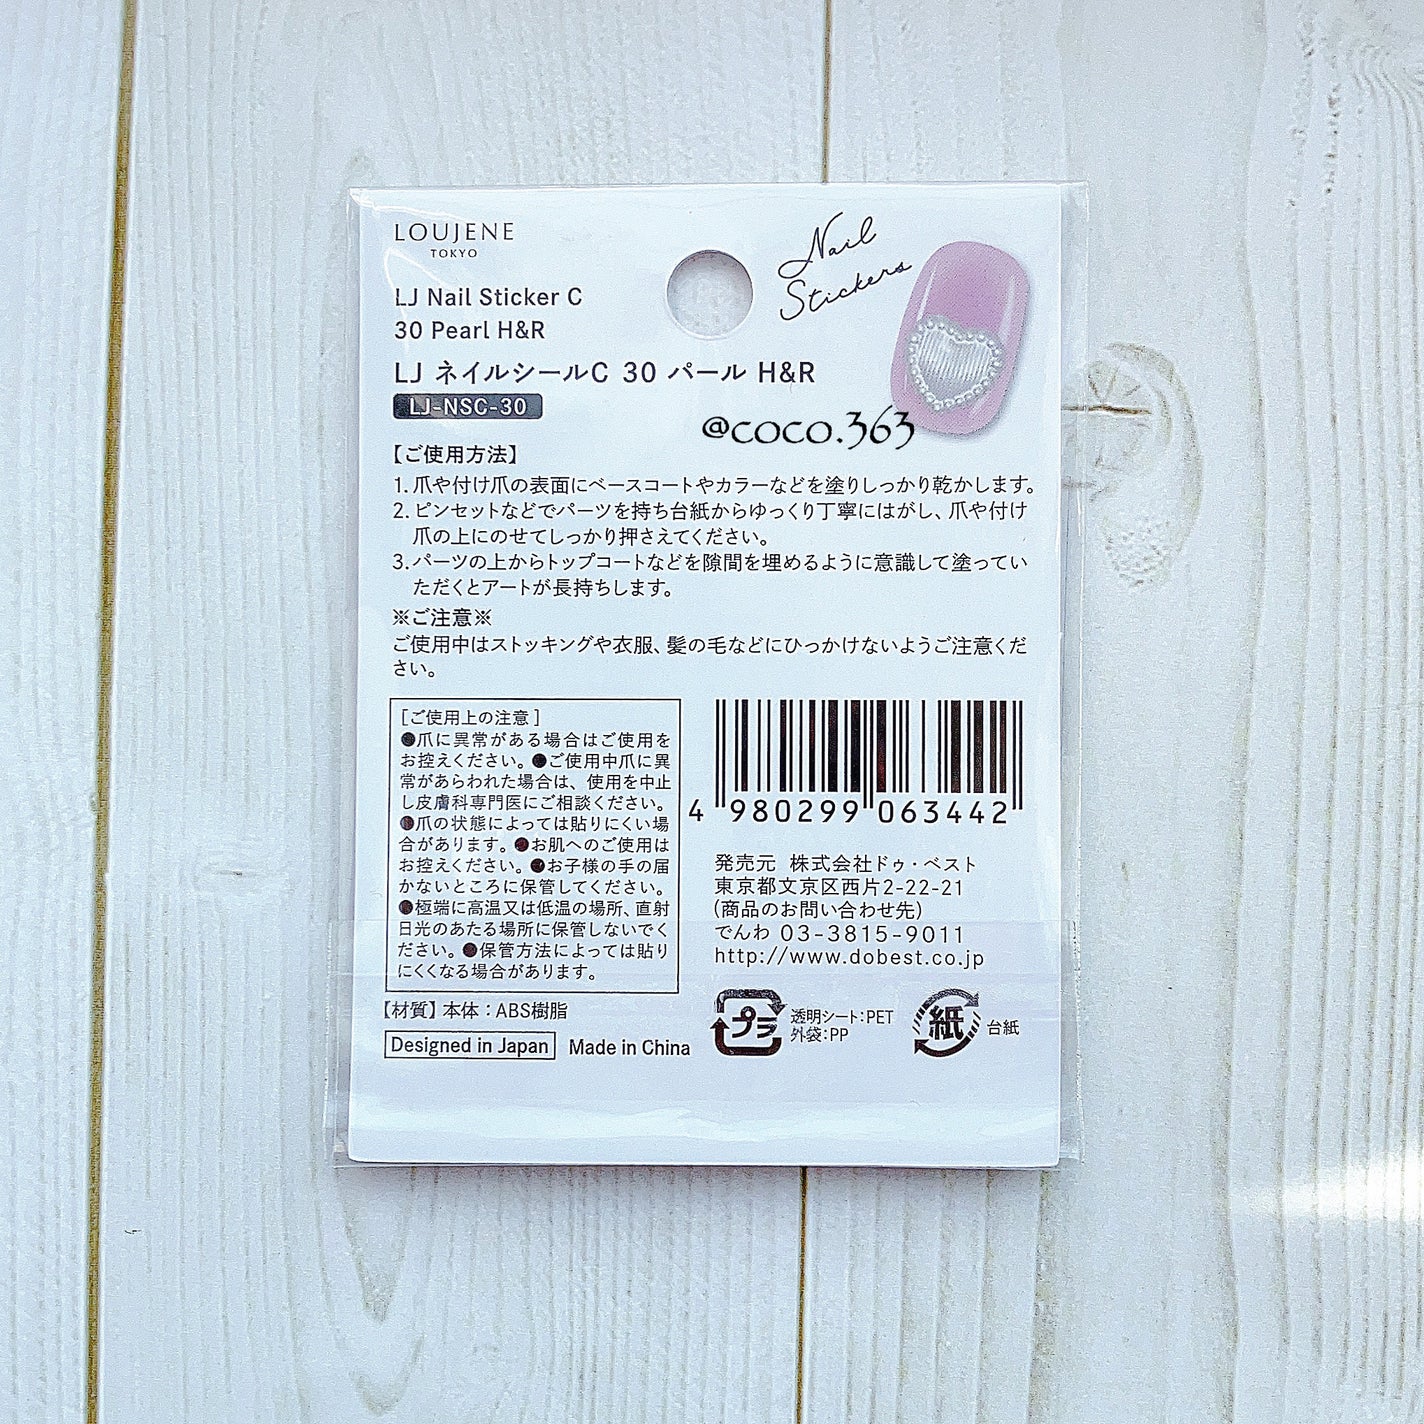 LOUJENE
TOKYO
Nail
Stickers
LJ Nail Sticker C
30 Pearl H&R
LJ ネイルシールC 30 パール H&R
LJ-NSC-30
@coco.363
【ご使用方法】
1. 爪や付け爪の表面にベースコートやカラーなどを塗りしっかり乾かします。
2. ピンセットなどでパーツを持ち台紙からゆっくり丁寧にはがし、爪や付け
爪の上にのせてしっかり押さえてください。
3. パーツの上からトップコートなどを隙間を埋めるように意識して塗ってい
ただくとアートが長持ちします。
※ご注意※
ご使用中はストッキングや衣服、髪の毛などにひっかけないようご注意くだ
さい。
[ご使用上の注意]
●爪に異常がある場合はご使用を
お控えください。●ご使用中爪に異
常があらわれた場合は、使用を中止
し皮膚科専門医にご相談ください。
●爪の状態によっては貼りにくい場
合があります。●お肌へのご使用は
お控えください。●お子様の手の届
かないところに保管してください。
●極端に高温又は低温の場所、直射
日光のあたる場所に保管しないでく
ださい。●保管方法によっては貼り
にくくなる場合があります。
【材質】本体：ABS樹脂
Designed in Japan Made in China
4 980299 063442
発売元 株式会社ドゥ・ベスト
東京都文京区西片2-22-21
(商品のお問い合わせ先)
でんわ 03-3815-9011
http://www.dobest.co.jp
プラ
透明シート：PET
外袋：PP
紙
台紙